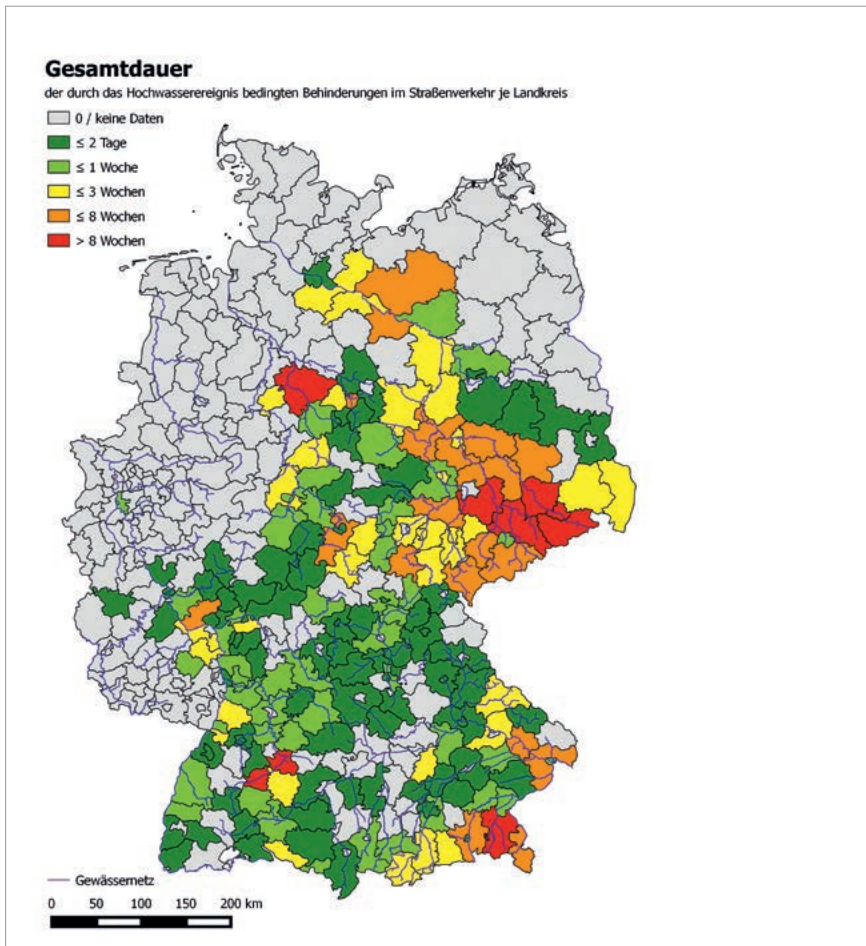 Gesamtdauer
der durch das Hochwasserereignis bedingten Behinderungen im Straßenverkehr je Landkreis
0 / keine Daten
≤ 2 Tage
≤ 1 Woche
≤ 3 Wochen
≤ 8 Wochen
> 8 Wochen
Gewässernetz
0 50 100 150 200 km